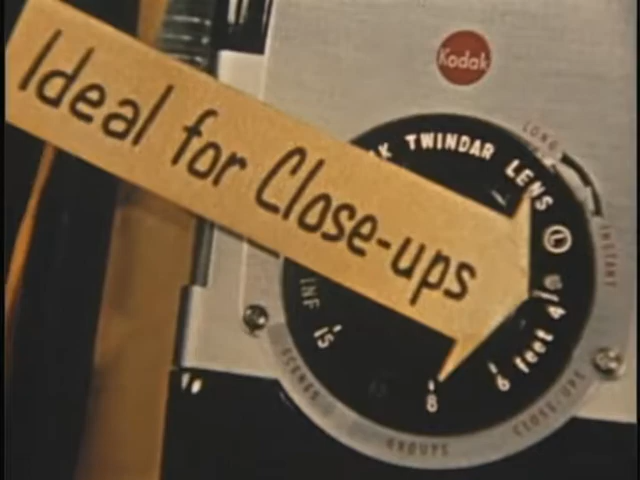 Ideal for Close-ups
Kodak
K TWINDAR LENS
LONG
INSTANT
INF 15
8
6 feet 4
SCENES
GROUPS
CLOSE-UPS